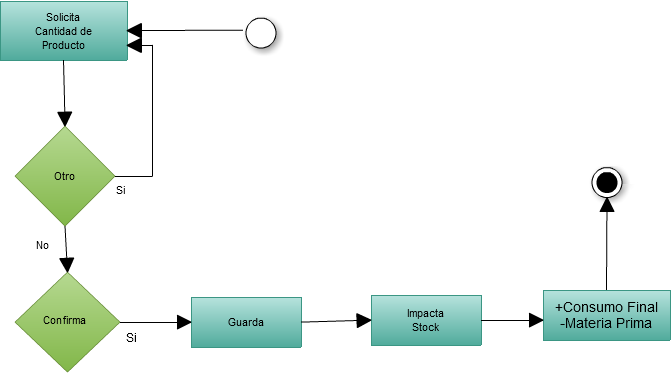 Solicita
Cantidad de
Producto
Otro
Si
No
Confirma
Si
Guarda
Impacta
Stock
+Consumo Final
-Materia Prima